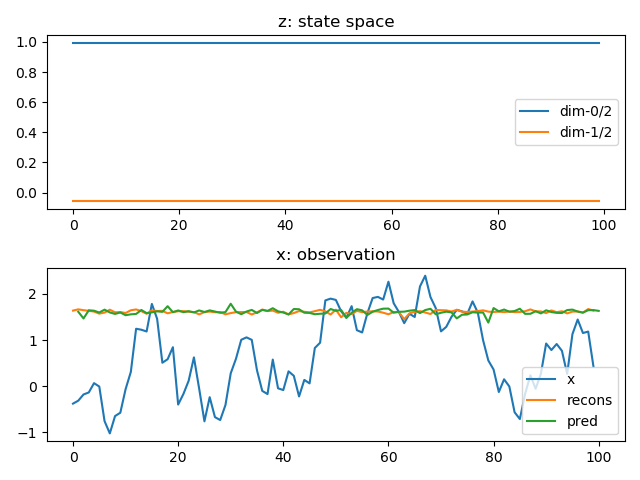 z: state space
1.0
0.8
0.6
0.4
0.2
0.0
dim-0/2
dim-1/2
0 20 40 60 80 100
x: observation
2
1
0
−1
x
recons
pred
0 20 40 60 80 100